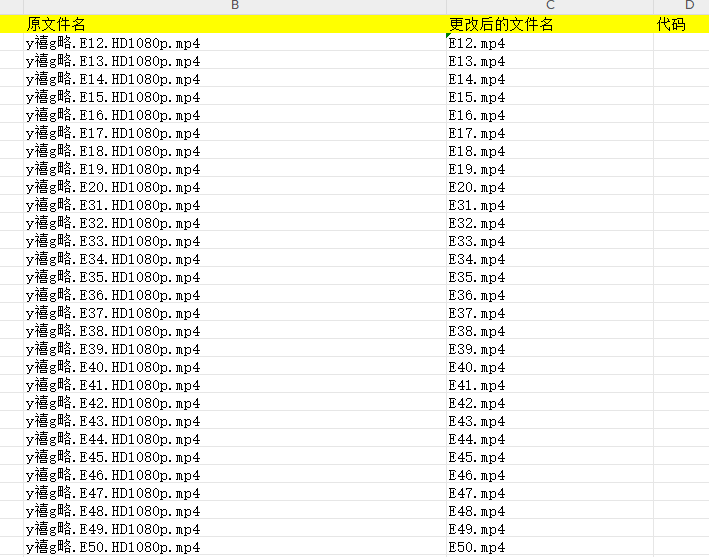 B C D
原文件名 更改后的文件名 代码
y禧g略.E12.HD1080p.mp4 E12.mp4
y禧g略.E13.HD1080p.mp4 E13.mp4
y禧g略.E14.HD1080p.mp4 E14.mp4
y禧g略.E15.HD1080p.mp4 E15.mp4
y禧g略.E16.HD1080p.mp4 E16.mp4
y禧g略.E17.HD1080p.mp4 E17.mp4
y禧g略.E18.HD1080p.mp4 E18.mp4
y禧g略.E19.HD1080p.mp4 E19.mp4
y禧g略.E20.HD1080p.mp4 E20.mp4
y禧g略.E31.HD1080p.mp4 E31.mp4
y禧g略.E32.HD1080p.mp4 E32.mp4
y禧g略.E33.HD1080p.mp4 E33.mp4
y禧g略.E34.HD1080p.mp4 E34.mp4
y禧g略.E35.HD1080p.mp4 E35.mp4
y禧g略.E36.HD1080p.mp4 E36.mp4
y禧g略.E37.HD1080p.mp4 E37.mp4
y禧g略.E38.HD1080p.mp4 E38.mp4
y禧g略.E39.HD1080p.mp4 E39.mp4
y禧g略.E40.HD1080p.mp4 E40.mp4
y禧g略.E41.HD1080p.mp4 E41.mp4
y禧g略.E42.HD1080p.mp4 E42.mp4
y禧g略.E43.HD1080p.mp4 E43.mp4
y禧g略.E44.HD1080p.mp4 E44.mp4
y禧g略.E45.HD1080p.mp4 E45.mp4
y禧g略.E46.HD1080p.mp4 E46.mp4
y禧g略.E47.HD1080p.mp4 E47.mp4
y禧g略.E48.HD1080p.mp4 E48.mp4
y禧g略.E49.HD1080p.mp4 E49.mp4
y禧g略.E50.HD1080p.mp4 E50.mp4